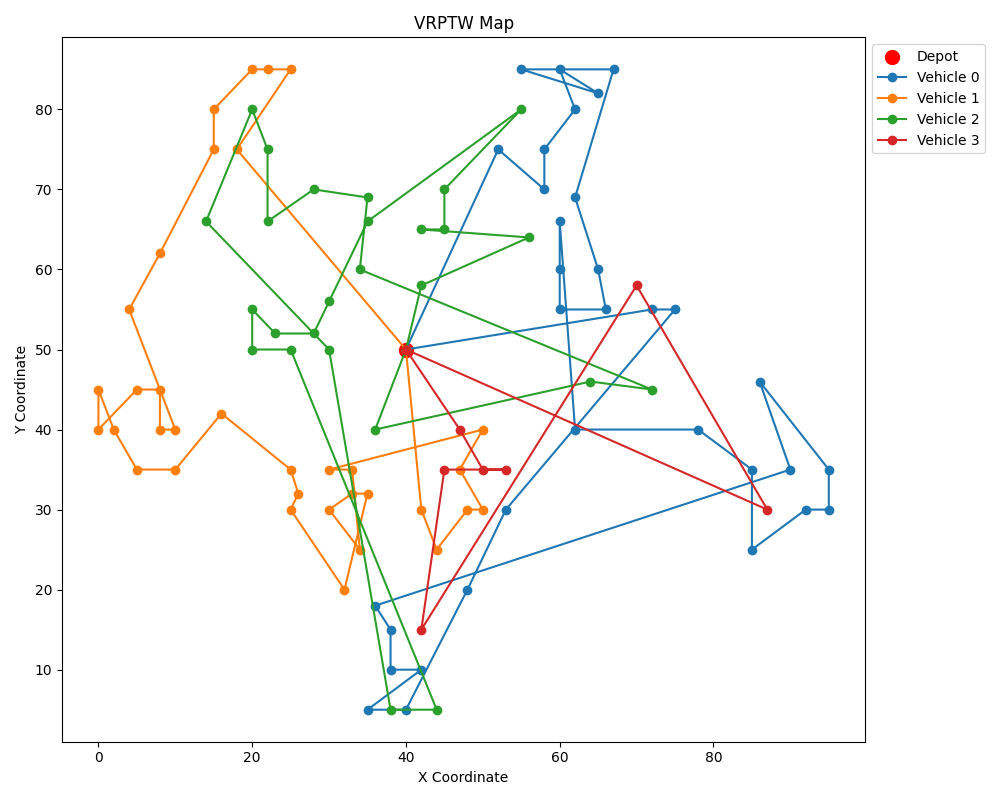 VRPTW Map
Depot
Vehicle 0
Vehicle 1
Vehicle 2
Vehicle 3
Y Coordinate
80
70
60
50
40
30
20
10
0
20
40
60
80
X Coordinate